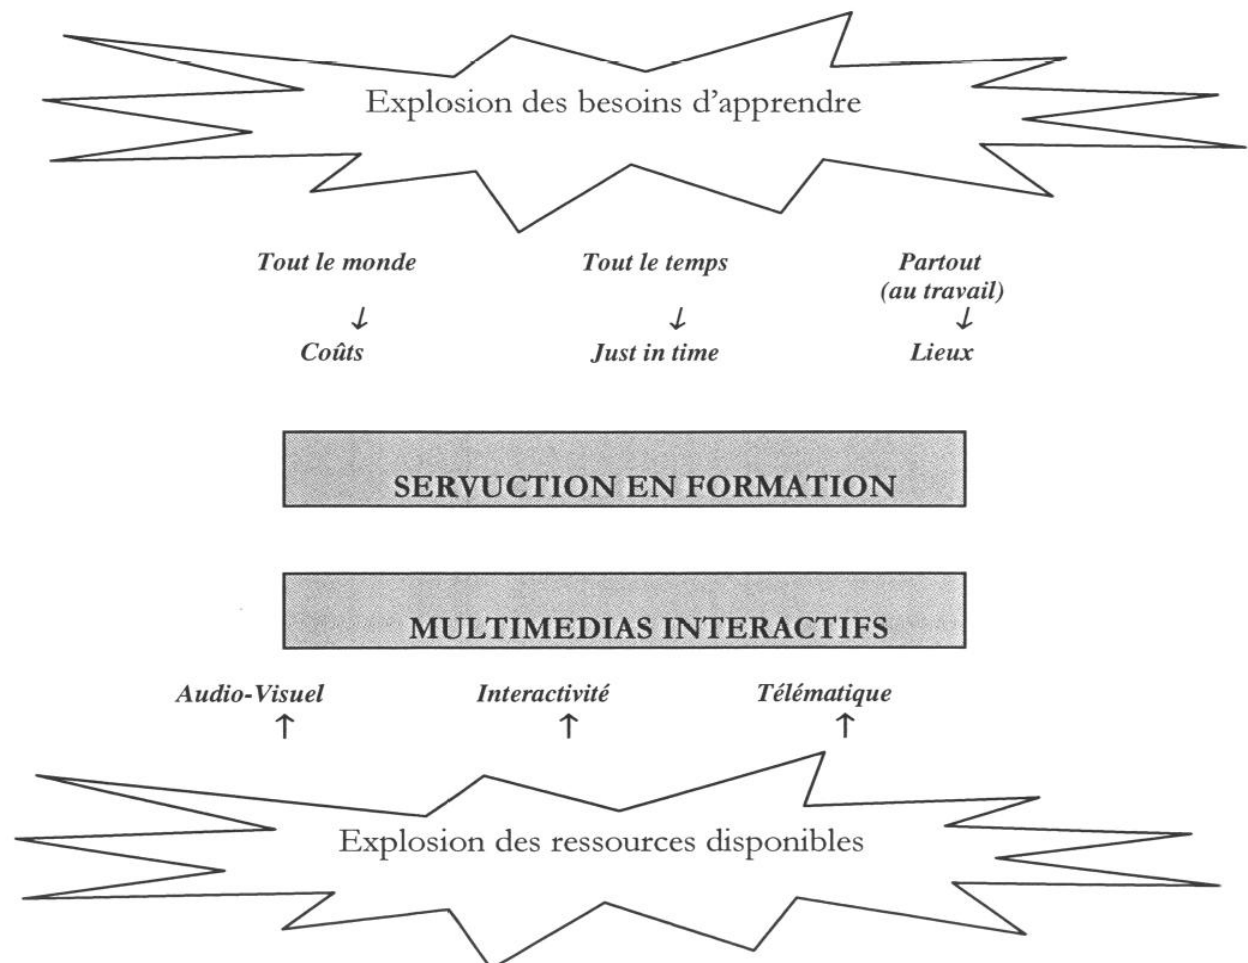 Explosion des besoins d'apprendre
Tout le monde Tout le temps Partout
(au travail)
↓ ↓ ↓
Coûts Just in time Lieux
SERVUCTION EN FORMATION
MULTIMEDIAS INTERACTIFS
Audio-Visuel Interactivité Télématique
↑ ↑ ↑
Explosion des ressources disponibles